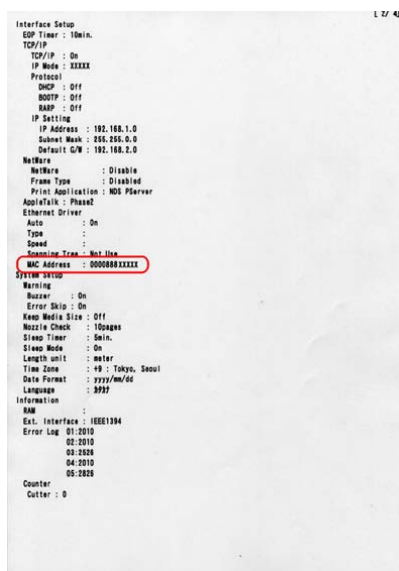 [ 2/ 4]
Interface Setup
EOP Timer : 10min.
TCP/IP
TCP/IP : On
IP Mode : XXXXX
Protocol
DHCP : Off
BOOTP : Off
RARP : Off
IP Setting
IP Address : 192.168.1.0
Subnet Mask : 255.255.0.0
Default G/W : 192.168.2.0
NetWare
NetWare : Disable
Frame Type : Disabled
Print Application : NDS PServer
AppleTalk : Phase2
Ethernet Driver
Auto : On
Type :
Speed :
Spanning Tree : Not Use
MAC Address : 0000888XXXXX
System Setup
Warning
Buzzer : On
Error Skip : On
Keep Media Size : Off
Nozzle Check : 10pages
Sleep Timer : 5min.
Sleep Mode : On
Length unit : meter
Time Zone : +9 : Tokyo, Seoul
Date Format : yyyy/mm/dd
Language :
Information
RAM :
Ext. Interface : IEEE1394
Error Log 01:2010
02:2010
03:2526
04:2010
05:2826
Counter
Cutter : 0